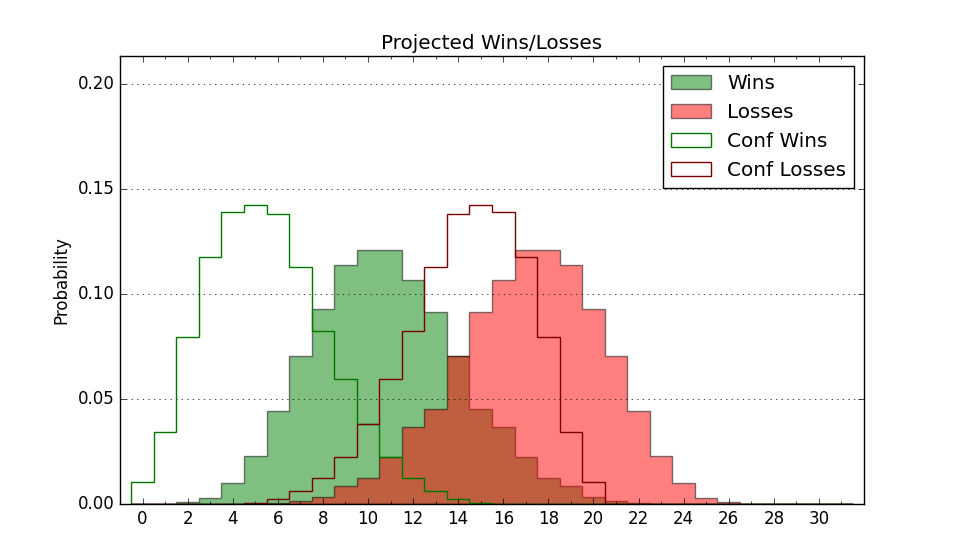 Projected Wins/Losses
0.20
0.15
0.10
0.05
0.00
Probability
Wins
Losses
Conf Wins
Conf Losses
0 2 4 6 8 10 12 14 16 18 20 22 24 26 28 30